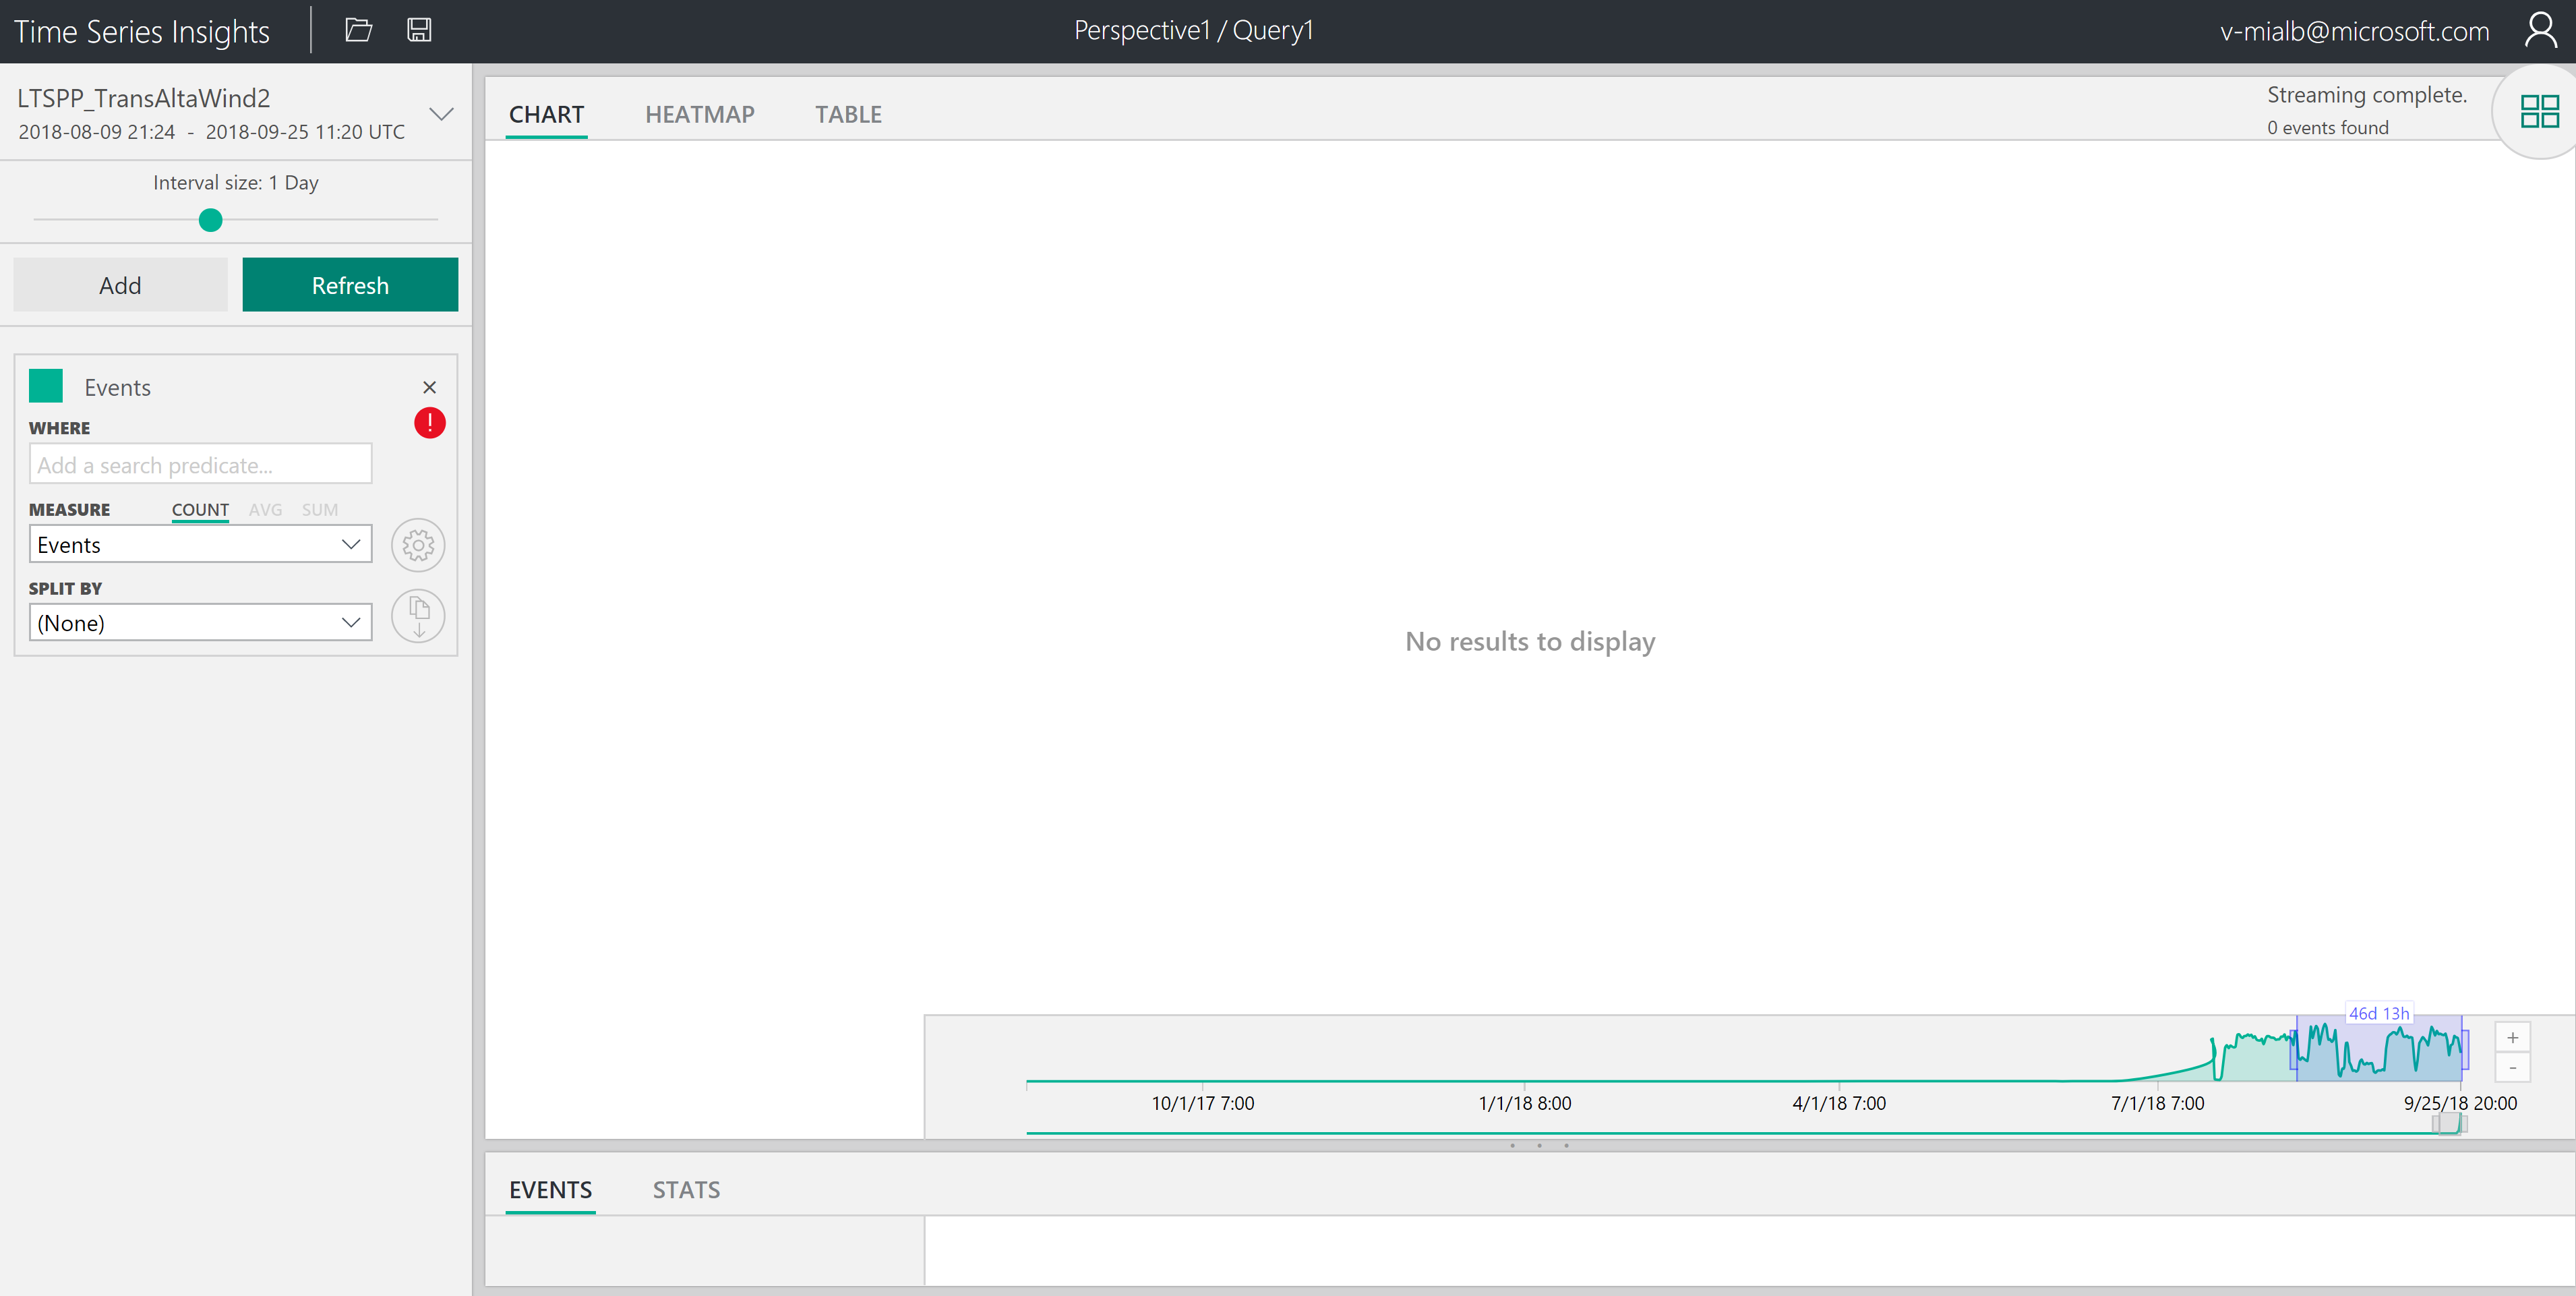 Time Series Insights
Perspective1 / Query1
v-mialb@microsoft.com
LTSPP_TransAltaWind2
2018-08-09 21:24 - 2018-09-25 11:20 UTC
Interval size: 1 Day
Add
Refresh
Events
×
!
WHERE
Add a search predicate...
MEASURE COUNT AVG SUM
Events
SPLIT BY
(None)
CHART HEATMAP TABLE
Streaming complete.
0 events found
No results to display
46d 13h
+
-
10/1/17 7:00 1/1/18 8:00 4/1/18 7:00 7/1/18 7:00 9/25/18 20:00
EVENTS STATS